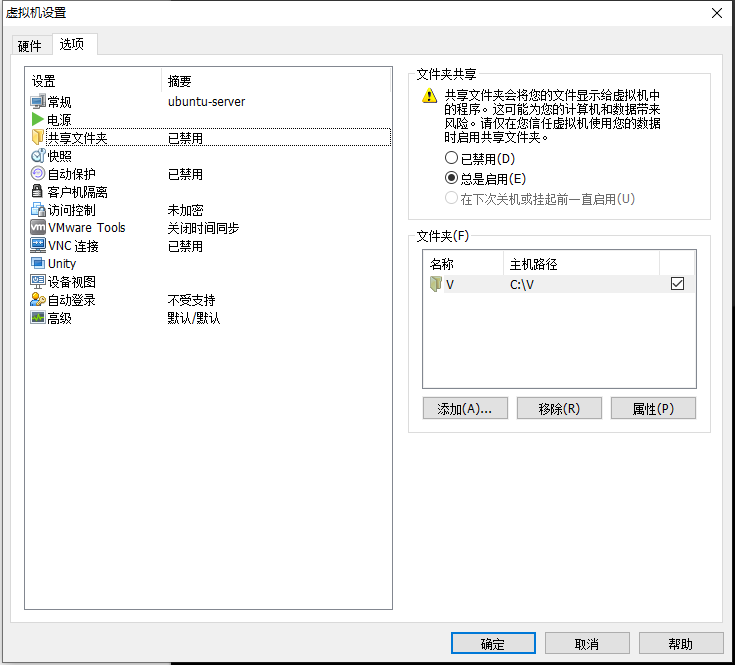 虚拟机设置
硬件 选项
设置 摘要
常规 ubuntu-server
电源
共享文件夹 已禁用
快照
自动保护 已禁用
客户机隔离
访问控制 未加密
VMware Tools 关闭时间同步
VNC 连接 已禁用
Unity
设备视图
自动登录 不受支持
高级 默认/默认
文件夹共享
共享文件夹会将您的文件显示给虚拟机中
的程序。这可能为您的计算机和数据带来
风险。请仅在您信任虚拟机使用您的数据
时启用共享文件夹。
已禁用(D)
总是启用(E)
在下次关机或挂起前一直启用(U)
文件夹(F)
名称 主机路径
V C:\V
添加(A)... 移除(R) 属性(P)
确定 取消 帮助